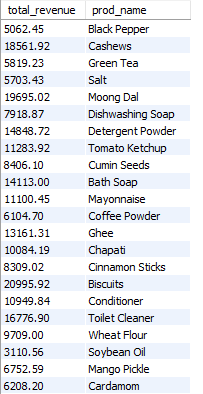 total_revenue prod_name
5062.45 Black Pepper
18561.92 Cashews
5819.23 Green Tea
5703.43 Salt
19695.02 Moong Dal
7918.87 Dishwashing Soap
14848.72 Detergent Powder
11283.92 Tomato Ketchup
8406.10 Cumin Seeds
14113.00 Bath Soap
11100.45 Mayonnaise
6104.70 Coffee Powder
13161.31 Ghee
10084.19 Chapati
8309.02 Cinnamon Sticks
20995.92 Biscuits
10949.84 Conditioner
16776.90 Toilet Cleaner
9709.00 Wheat Flour
3110.56 Soybean Oil
6752.59 Mango Pickle
6208.20 Cardamom